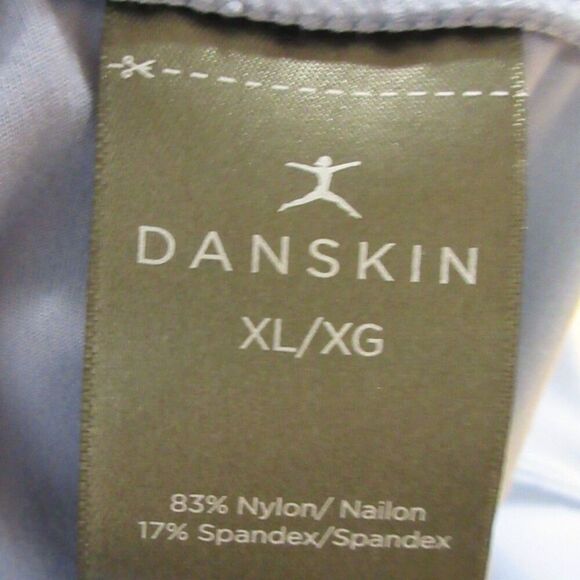 DANSKIN
XL/XG
83% Nylon/ Nailon
17% Spandex/Spandex